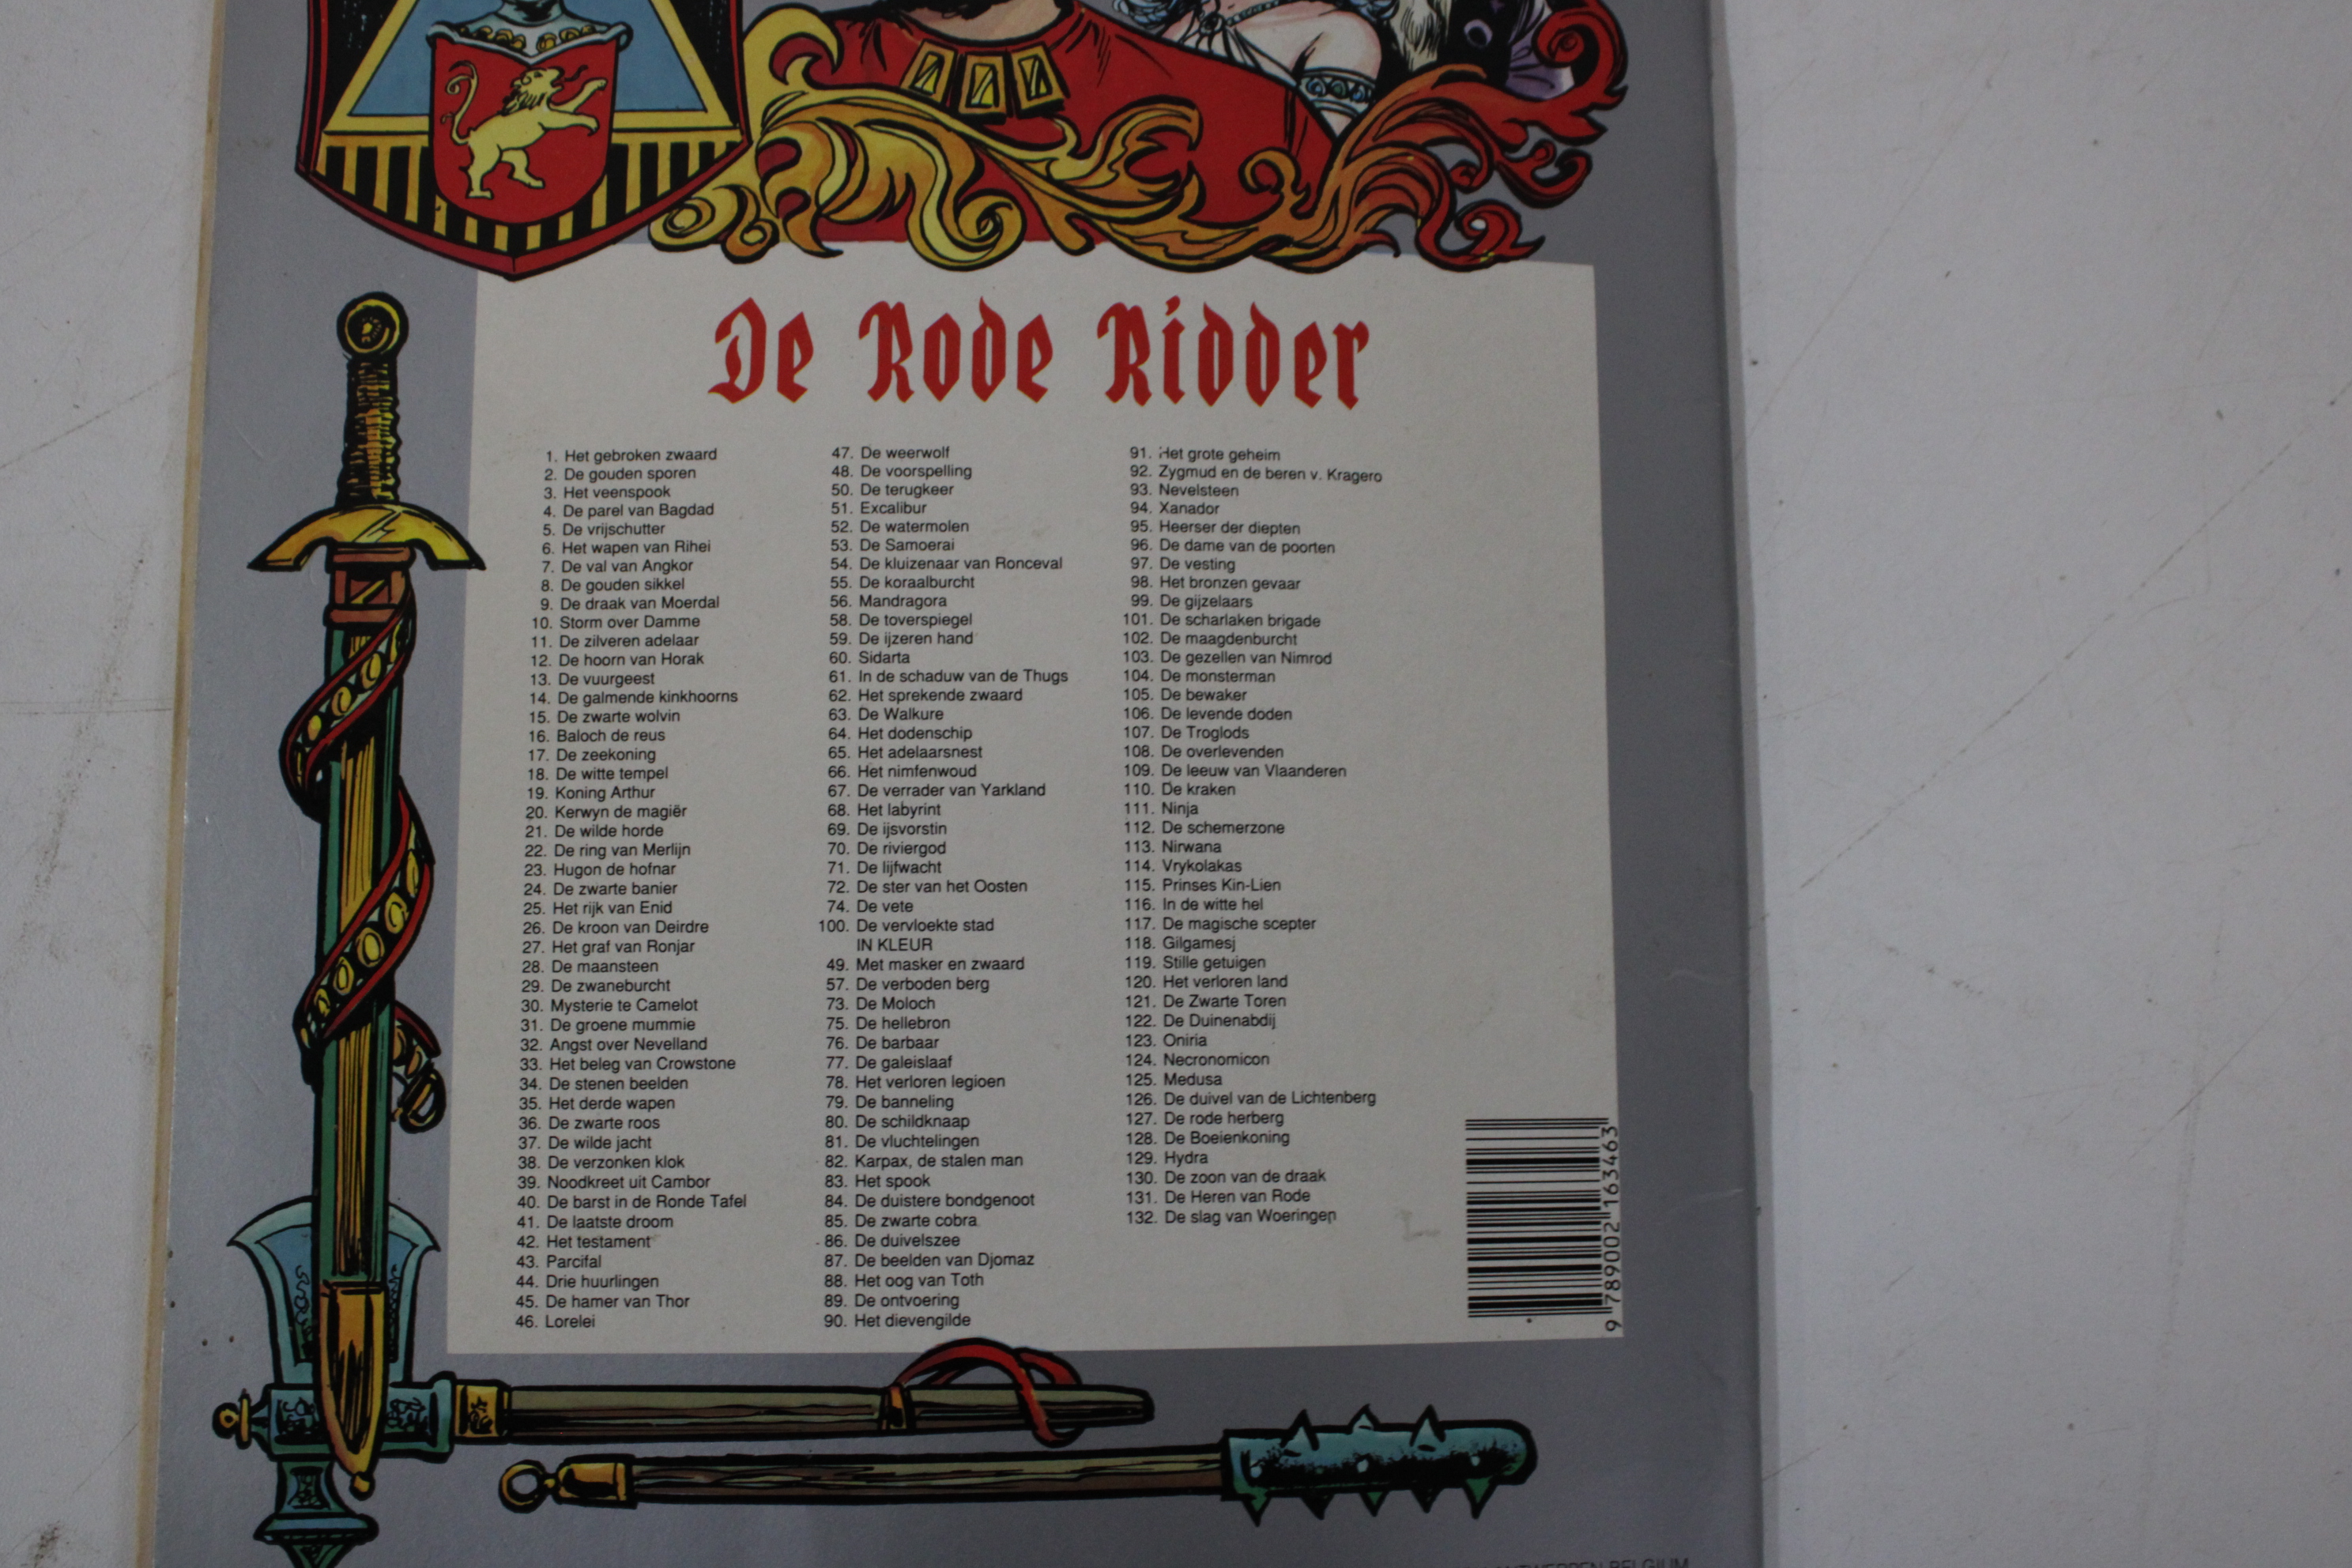 De Rode Ridder
1. Het gebroken zwaard
2. De gouden sporen
3. Het veenspook
4. De parel van Bagdad
5. De vrijschutter
6. Het wapen van Rihei
7. De val van Angkor
8. De gouden sikkel
9. De draak van Moerdal
10. Storm over Damme
11. De zilveren adelaar
12. De hoorn van Horak
13. De vuurgeest
14. De galmende kinkhoorns
15. De zwarte wolvin
16. Baloch de reus
17. De zeekoning
18. De witte tempel
19. Koning Arthur
20. Kerwyn de magiër
21. De wilde horde
22. De ring van Merlijn
23. Hugon de hofnar
24. De zwarte banier
25. Het rijk van Enid
26. De kroon van Deirdre
27. Het graf van Ronjar
28. De maansteen
29. De zwaneburcht
30. Mysterie te Camelot
31. De groene mummie
32. Angst over Nevelland
33. Het beleg van Crowstone
34. De stenen beelden
35. Het derde wapen
36. De zwarte roos
37. De wilde jacht
38. De verzonken klok
39. Noodkreet uit Cambor
40. De barst in de Ronde Tafel
41. De laatste droom
42. Het testament
43. Parcifal
44. Drie huurlingen
45. De hamer van Thor
46. Lorelei
47. De weerwolf
48. De voorspelling
50. De terugkeer
51. Excalibur
52. De watermolen
53. De Samoerai
54. De kluizenaar van Ronceval
55. De koraalburcht
56. Mandragora
58. De toverspiegel
59. De ijzeren hand
60. Sidarta
61. In de schaduw van de Thugs
62. Het sprekende zwaard
63. De Walkure
64. Het dodenschip
65. Het adelaarsnest
66. Het nimfenwoud
67. De verrader van Yarkland
68. Het labyrint
69. De ijsvorstin
70. De riviergod
71. De lijfwacht
72. De ster van het Oosten
74. De vete
100. De vervloekte stad
IN KLEUR
49. Met masker en zwaard
57. De verboden berg
73. De Moloch
75. De hellebron
76. De barbaar
77. De galeislaaf
78. Het verloren legioen
79. De banneling
80. De schildknaap
81. De vluchtelingen
82. Karpax, de stalen man
83. Het spook
84. De duistere bondgenoot
85. De zwarte cobra
86. De duivelszee
87. De beelden van Djomaz
88. Het oog van Toth
89. De ontvoering
90. Het dievengilde
91. Het grote geheim
92. Zygmud en de beren v. Kragero
93. Nevelsteen
94. Xanador
95. Heerser der diepten
96. De dame van de poorten
97. De vesting
98. Het bronzen gevaar
99. De gijzelaars
101. De scharlaken brigade
102. De maagdenburcht
103. De gezellen van Nimrod
104. De monsterman
105. De bewaker
106. De levende doden
107. De Troglods
108. De overlevenden
109. De leeuw van Vlaanderen
110. De kraken
111. Ninja
112. De schemerzone
113. Nirwana
114. Vrykolakas
115. Prinses Kin-Lien
116. In de witte hel
117. De magische scepter
118. Gilgamesj
119. Stille getuigen
120. Het verloren land
121. De Zwarte Toren
122. De Duinenabdij
123. Oniria
124. Necronomicon
125. Medusa
126. De duivel van de Lichtenberg
127. De rode herberg
128. De Boeienkoning
129. Hydra
130. De zoon van de draak
131. De Heren van Rode
132. De slag van Woeringen
9 789002 163463
ANTWERPEN-BELGIUM